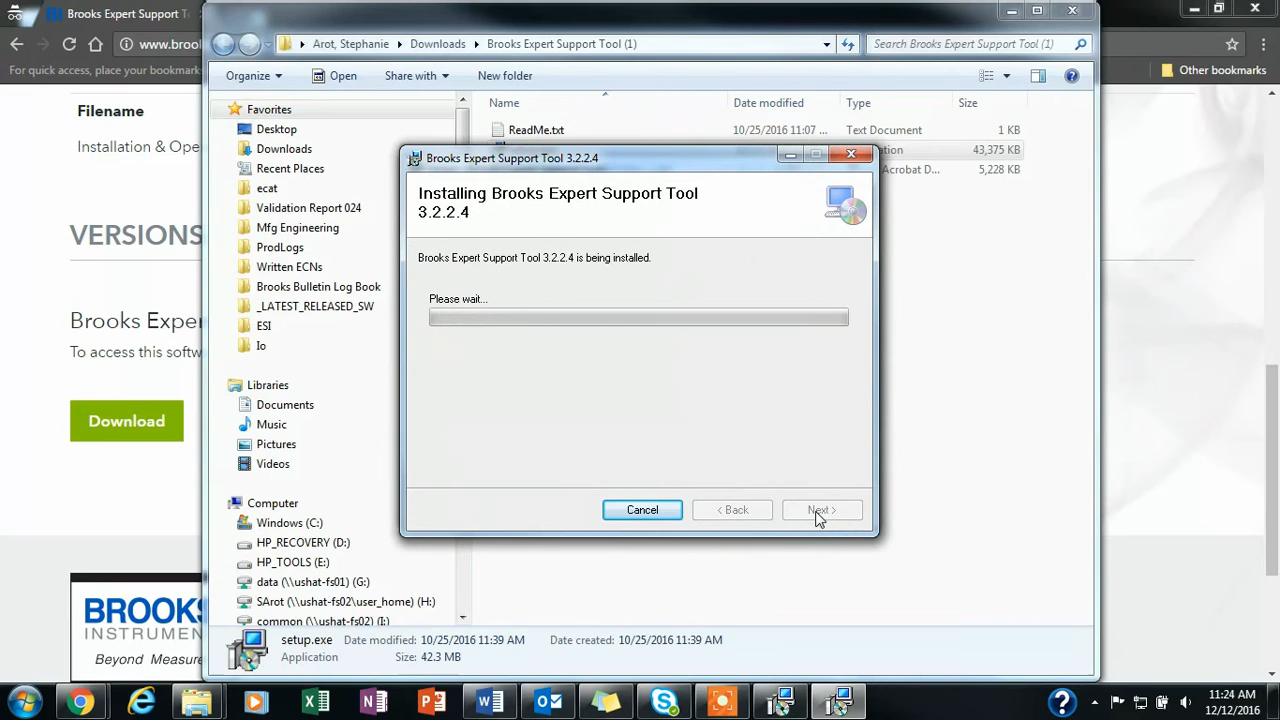 Brooks Expert Support T
www.broo
For quick access, place your bookmarks
Other bookmarks
Arot, Stephanie
Downloads
Brooks Expert Support Tool (1)
Search Brooks Expert Support Tool (1)
Organize
Open
Share with
New folder
Filename
Installation & Ope
VERSIONS
Brooks Exper
To access this softw
Download
BROOKS
INSTRUMEN
Beyond Measure
Favorites
Desktop
Downloads
Recent Places
ecat
Validation Report 024
Mfg Engineering
ProdLogs
Written ECNs
Brooks Bulletin Log Book
_LATEST_RELEASED_SW
ESI
Io
Libraries
Documents
Music
Pictures
Videos
Computer
Windows (C:)
HP_RECOVERY (D:)
HP_TOOLS (E:)
data (\\ushat-fs01) (G:)
SArot (\\ushat-fs02\user_home) (H:)
common (\\ushat-fs02) (I:)
Name
Date modified
Type
Size
ReadMe.txt
10/25/2016 11:07 ...
Text Document
1 KB
ation
43,375 KB
Acrobat D...
5,228 KB
Brooks Expert Support Tool 3.2.2.4
Installing Brooks Expert Support Tool
3.2.2.4
Brooks Expert Support Tool 3.2.2.4 is being installed.
Please wait...
Cancel
< Back
Next >
setup.exe
Date modified: 10/25/2016 11:39 AM
Date created: 10/25/2016 11:39 AM
Application
Size: 42.3 MB
11:24 AM
12/12/2016